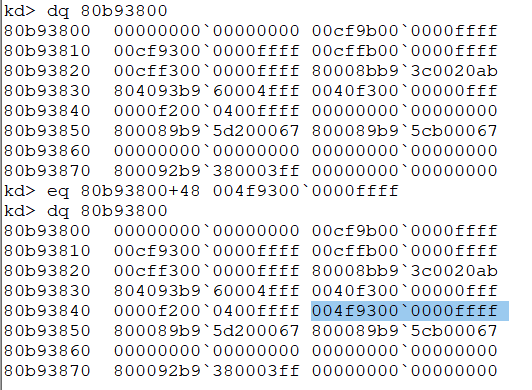 kd> dq 80b93800
80b93800 00000000`00000000 00cf9b00`0000ffff
80b93810 00cf9300`0000ffff 00cffb00`0000ffff
80b93820 00cff300`0000ffff 80008bb9`3c0020ab
80b93830 804093b9`60004fff 0040f300`00000fff
80b93840 0000f200`0400ffff 00000000`00000000
80b93850 800089b9`5d200067 800089b9`5cb00067
80b93860 00000000`00000000 00000000`00000000
80b93870 800092b9`380003ff 00000000`00000000
kd> eq 80b93800+48 004f9300`0000ffff
kd> dq 80b93800
80b93800 00000000`00000000 00cf9b00`0000ffff
80b93810 00cf9300`0000ffff 00cffb00`0000ffff
80b93820 00cff300`0000ffff 80008bb9`3c0020ab
80b93830 804093b9`60004fff 0040f300`00000fff
80b93840 0000f200`0400ffff 004f9300`0000ffff
80b93850 800089b9`5d200067 800089b9`5cb00067
80b93860 00000000`00000000 00000000`00000000
80b93870 800092b9`380003ff 00000000`00000000